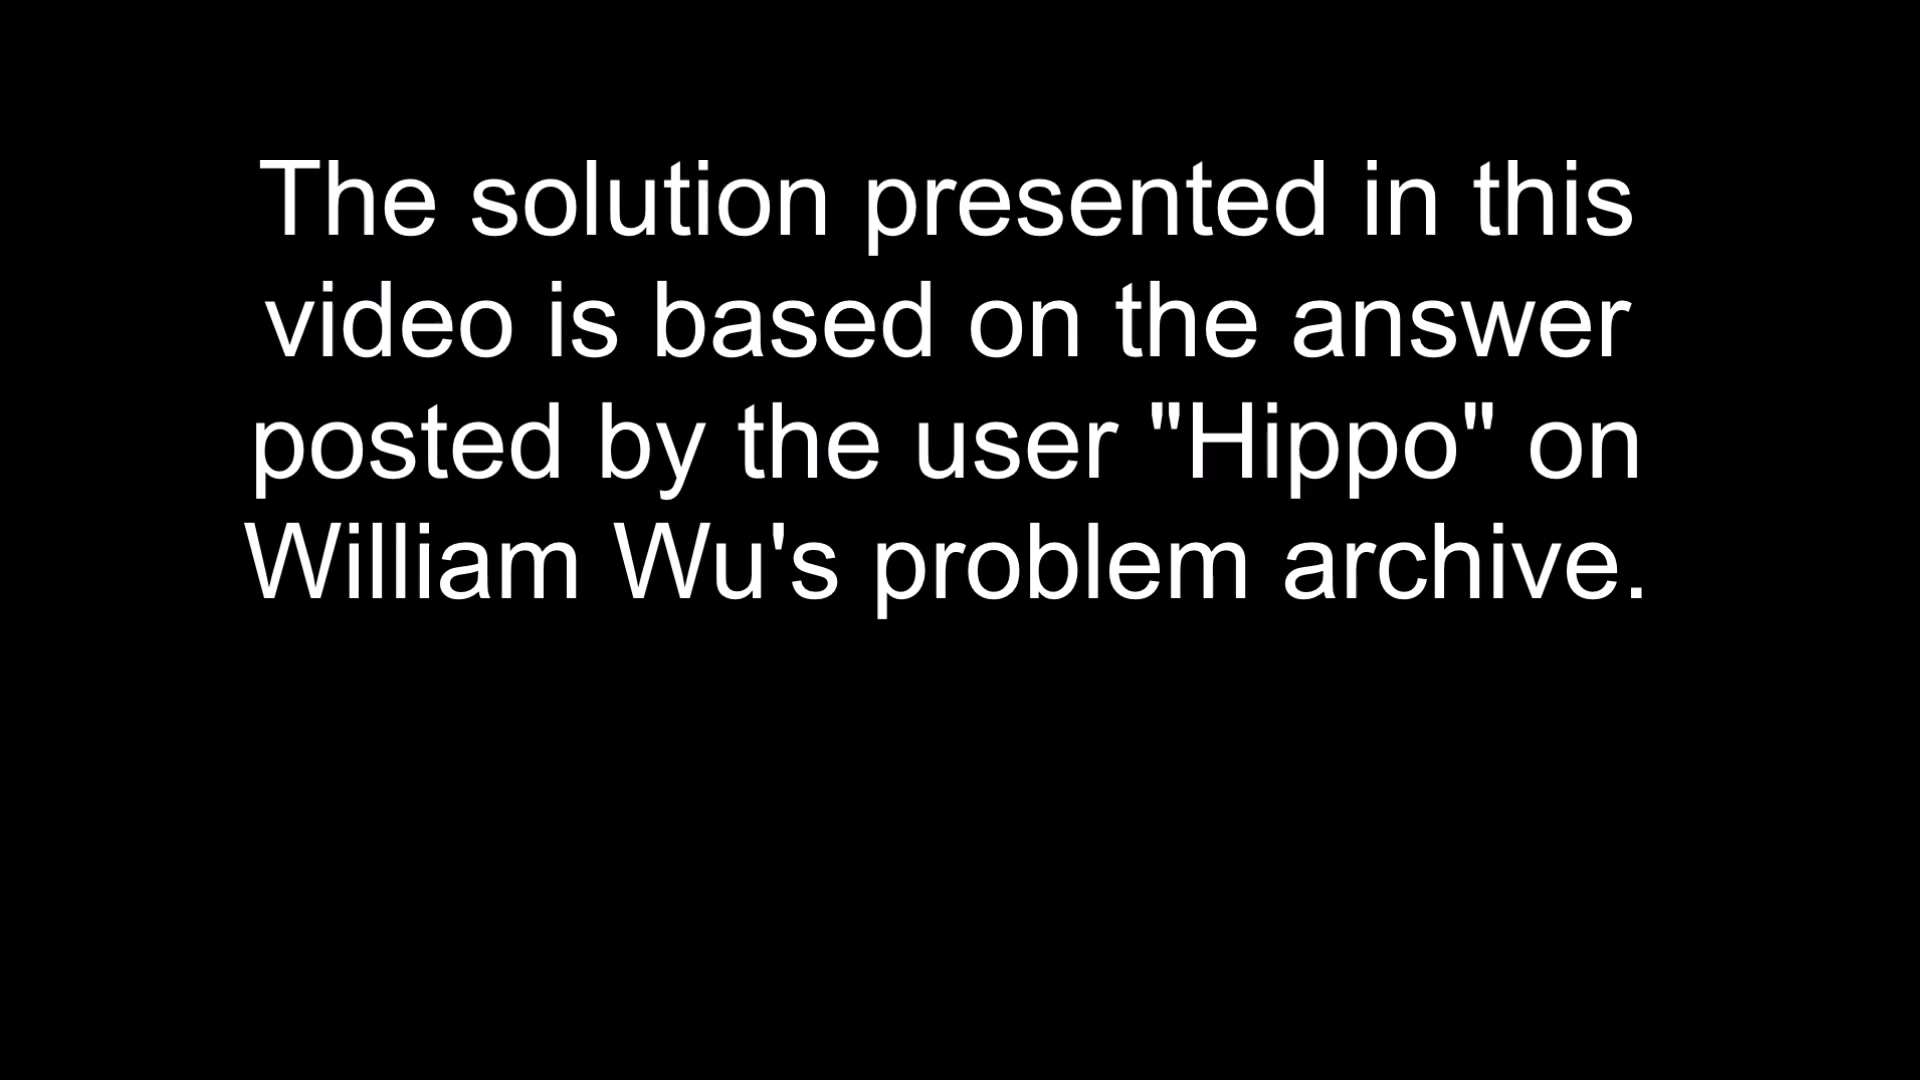 The solution presented in this
video is based on the answer
posted by the user "Hippo" on
William Wu's problem archive.